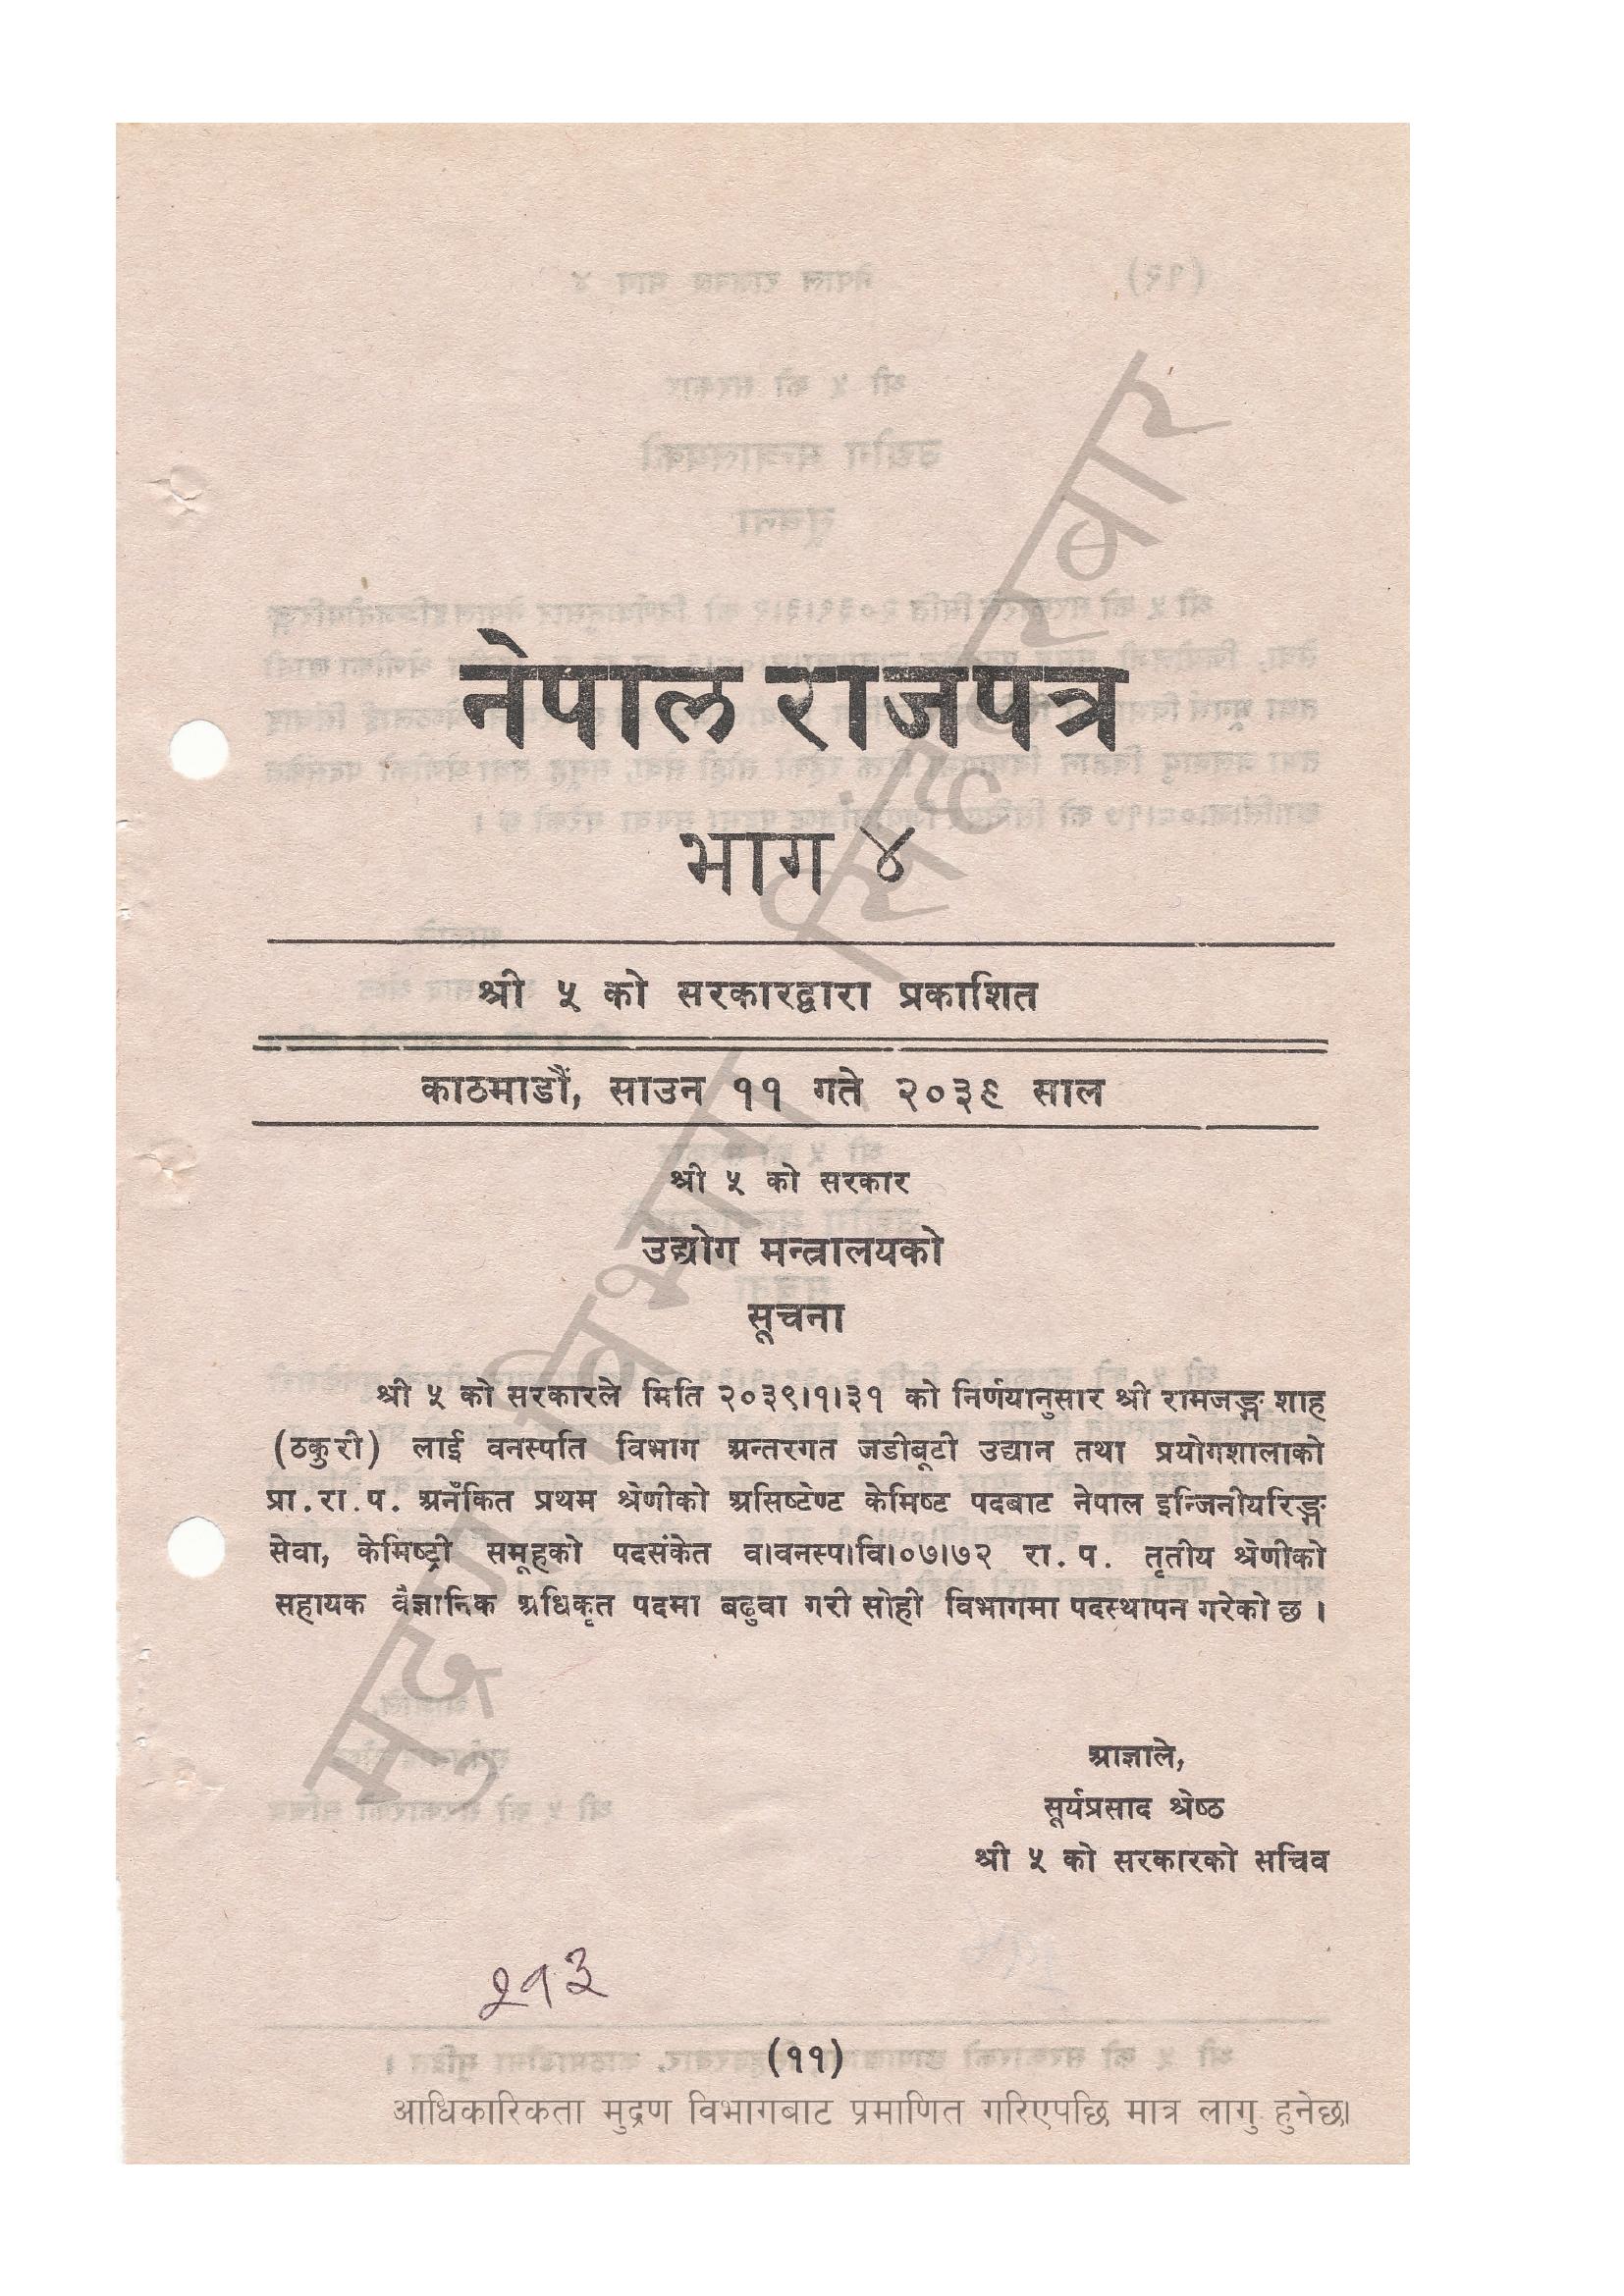 नेपाल राजपत्र
भाग ४
श्री ५ को सरकारद्वारा प्रकाशित
काठमाडौं, साउन ११ गते २०३९ साल
श्री ५ को सरकार
उद्योग मन्त्रालयको
सूचना
श्री ५ को सरकारले मिति २०३९।१।३१ को निर्णयानुसार श्री रामजङ्ग शाह
(ठकुरी) लाई वनस्पति विभाग अन्तरगत जडीबूटी उद्यान तथा प्रयोगशालाको
प्रा.रा.प. अनँकित प्रथम श्रेणीको असिष्टेण्ट केमिष्ट पदबाट नेपाल इन्जिनीयरिङ्ग
सेवा, केमिष्ट्री समूहको पदसंकेत व।वनस्प।वि।०७।७२ रा.प. तृतीय श्रेणीको
सहायक वैज्ञानिक अधिकृत पदमा बढुवा गरी सोही विभागमा पदस्थापन गरेको छ ।
आज्ञाले,
सूर्यप्रसाद श्रेष्ठ
श्री ५ को सरकारको सचिव
२१३
(११)
आधिकारिकता मुद्रण विभागबाट प्रमाणित गरिएपछि मात्र लागु हुनेछ।
मुद्रण विभाग, सिंहदरबार